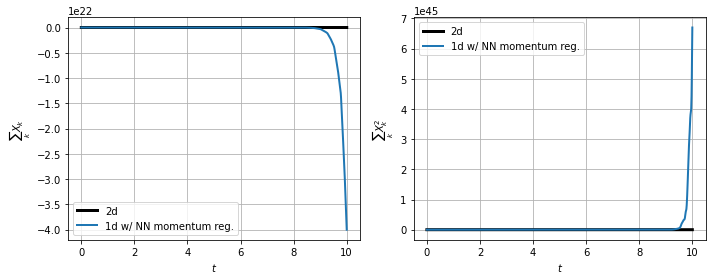 1e22
0.0
−0.5
−1.0
−1.5
−2.0
−2.5
−3.0
−3.5
−4.0
∑ₖ Xₖ
2d
1d w/ NN momentum reg.
0 2 4 6 8 10
t
1e45
7
6
5
4
3
2
1
0
∑ₖ Xₖ²
2d
1d w/ NN momentum reg.
0 2 4 6 8 10
t